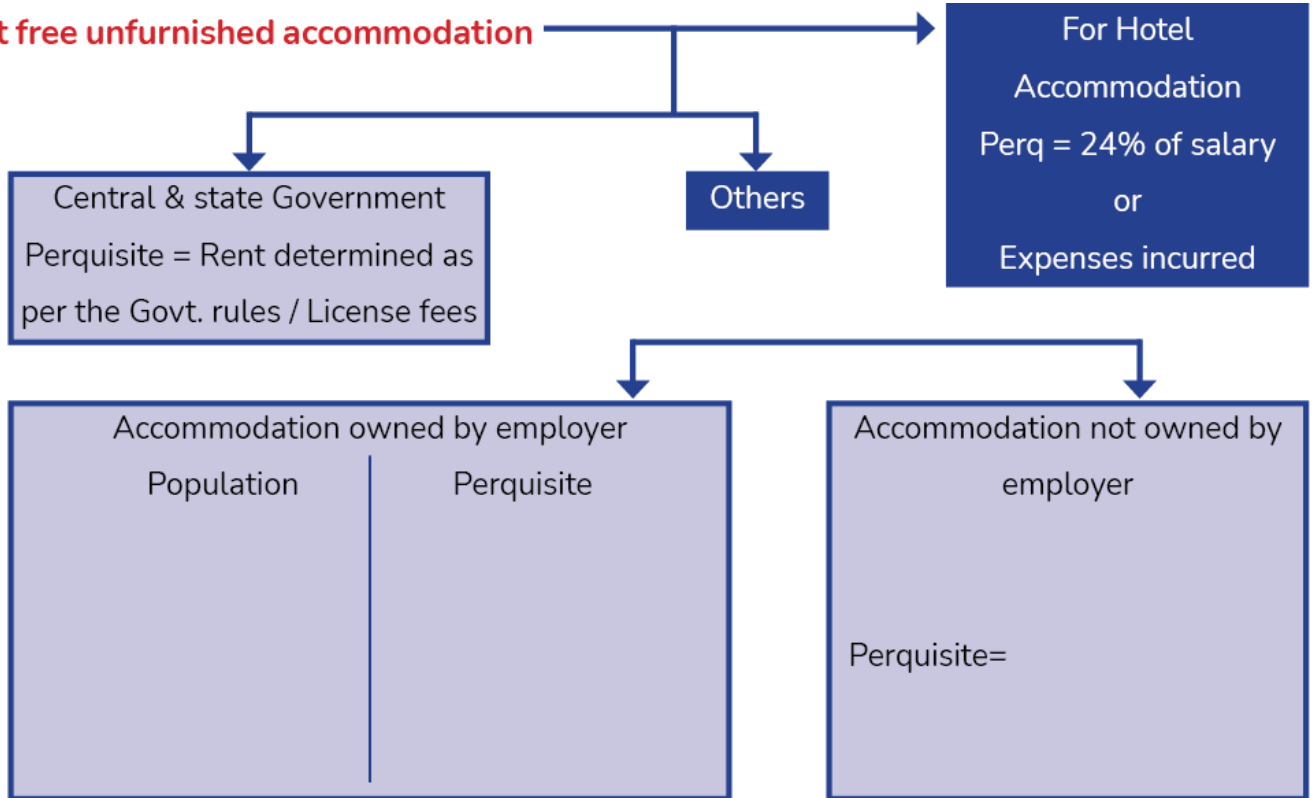 t free unfurnished accommodation
For Hotel
Accommodation
Perq = 24% of salary
or
Expenses incurred
Central & state Government
Perquisite = Rent determined as
per the Govt. rules / License fees
Others
Accommodation owned by employer
Population
Perquisite
Accommodation not owned by
employer
Perquisite=